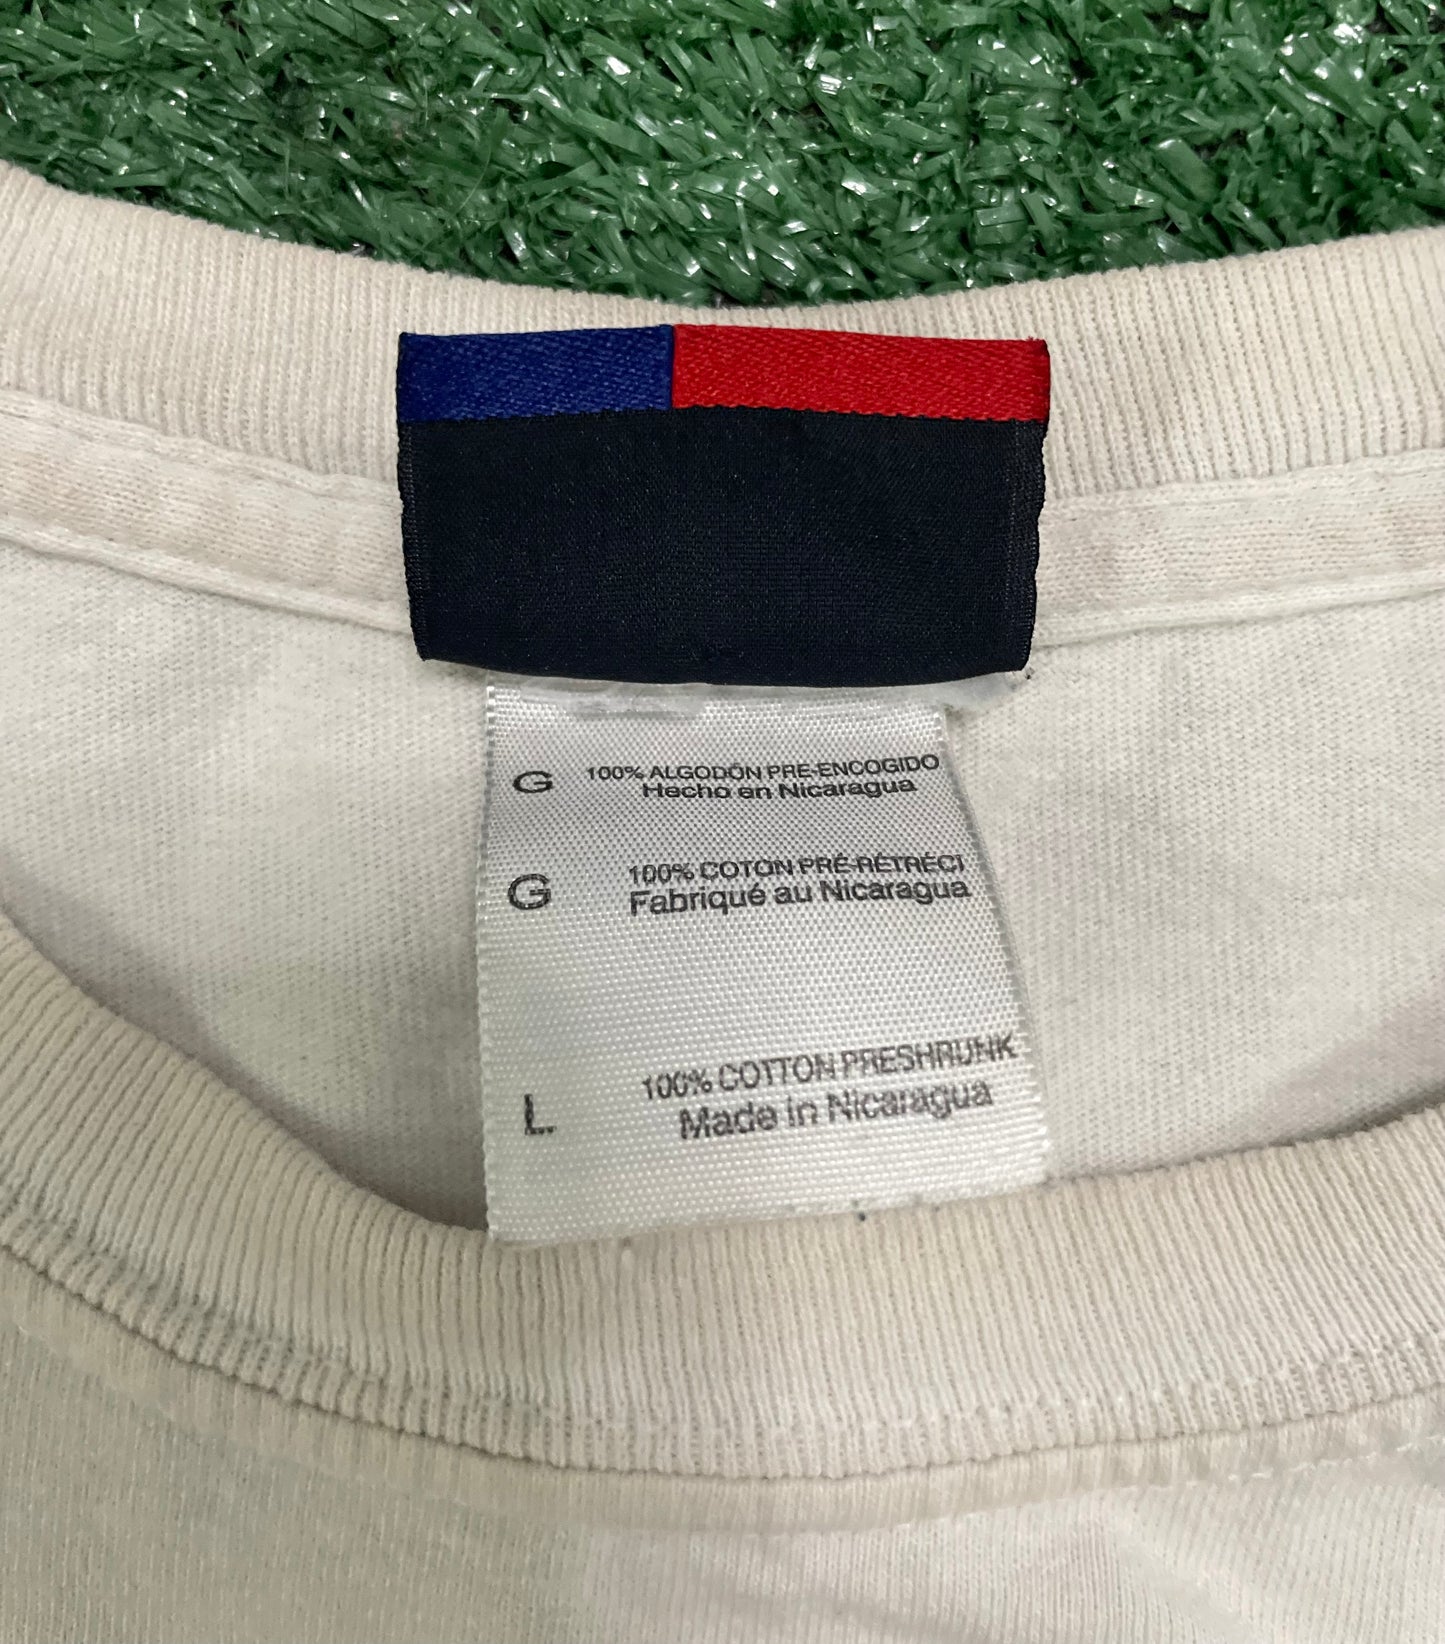 G 100% ALGODÓN PRE-ENCOGIDO
Hecho en Nicaragua
G 100% COTON PRÉ-RÉTRÉCI
Fabriqué au Nicaragua
L 100% COTTON PRESHRUNK
Made in Nicaragua